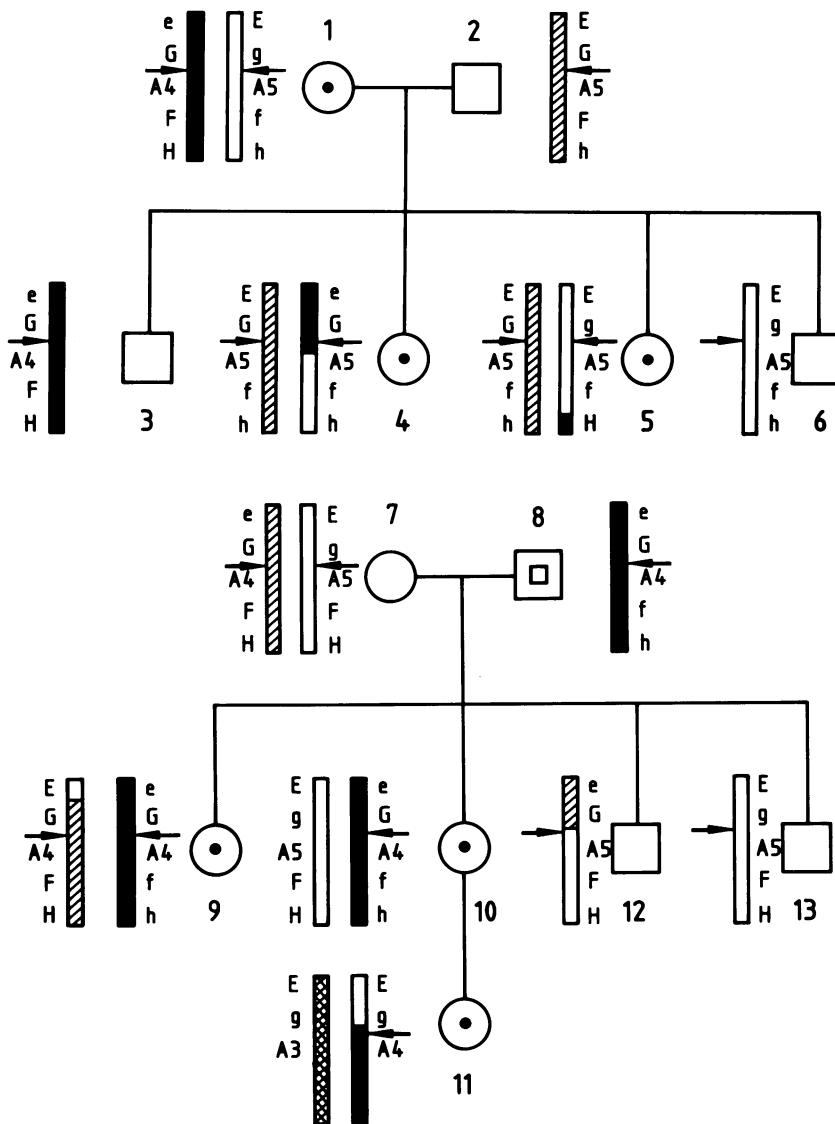 e E 1 2 E
G g G
A4 A5 A5
F f F
H h h
e E e E E E
G G G G g g
A4 A5 A5 A5 A5 A5
F f f f f f
H h h h H h
3 4 5 6
e E 7 8 e
G g G
A4 A5 A4
F F f
H H h
E e E e e E
G G g G G g
A4 A4 A5 A4 A5 A5
F f F f F F
H h H h H H
9 10 12 13
E E
g g
A3 A4
11